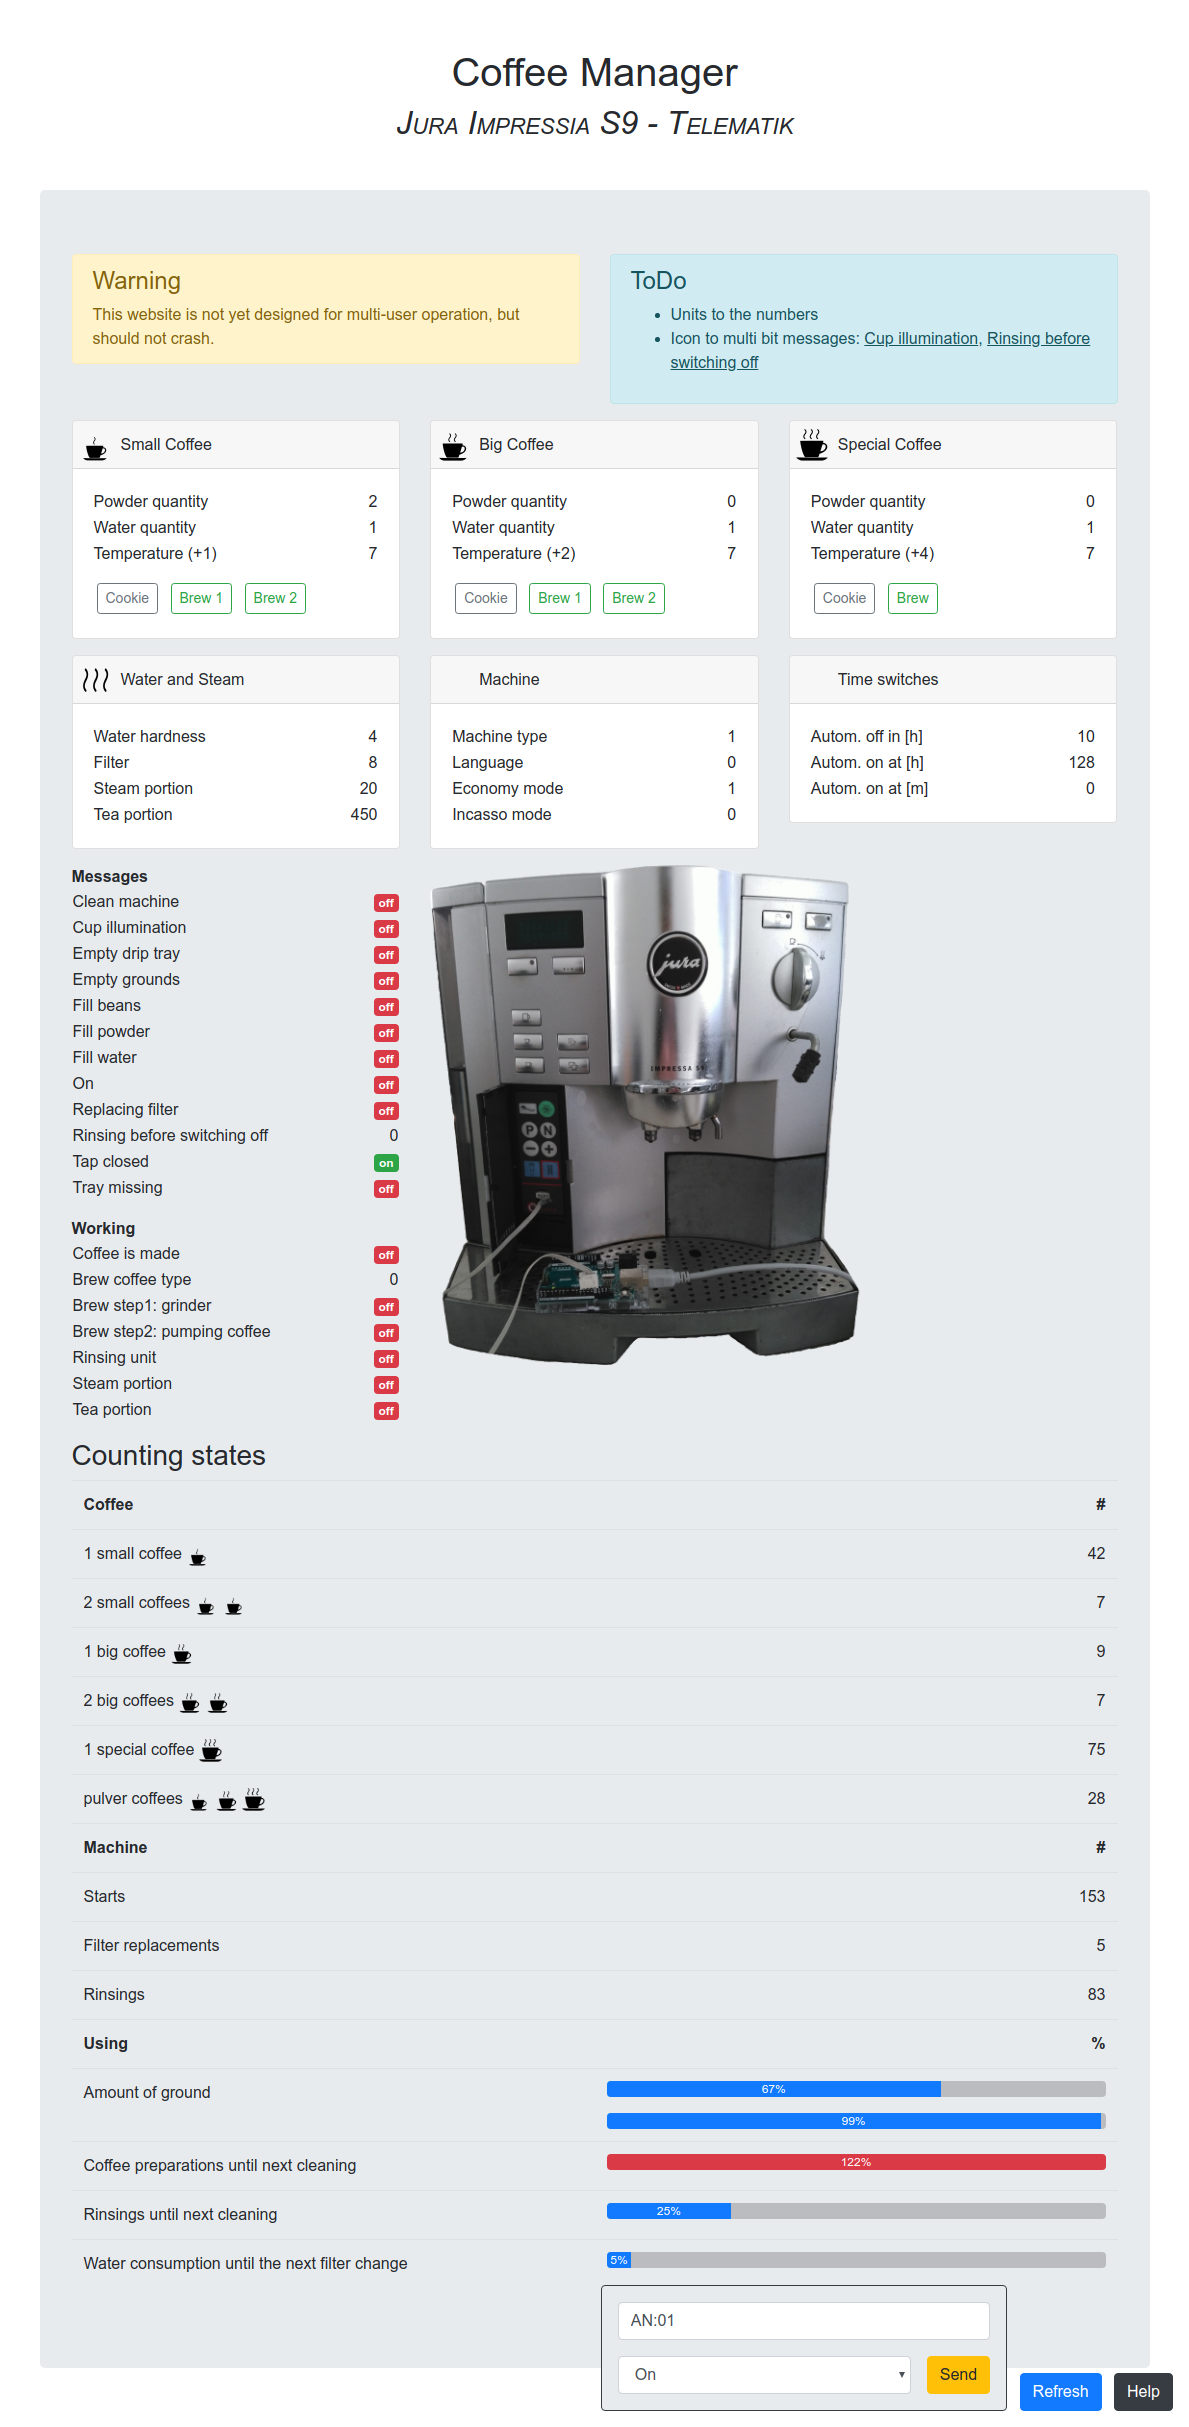 Coffee Manager
Jura Impressia S9 - Telematik
Warning
This website is not yet designed for multi-user operation, but
should not crash.
ToDo
• Units to the numbers
• Icon to multi bit messages: Cup illumination, Rinsing before
switching off
Small Coffee
Powder quantity 2
Water quantity 1
Temperature (+1) 7
Cookie Brew 1 Brew 2
Big Coffee
Powder quantity 0
Water quantity 1
Temperature (+2) 7
Cookie Brew 1 Brew 2
Special Coffee
Powder quantity 0
Water quantity 1
Temperature (+4) 7
Cookie Brew
Water and Steam
Water hardness 4
Filter 8
Steam portion 20
Tea portion 450
Machine
Machine type 1
Language 0
Economy mode 1
Incasso mode 0
Time switches
Autom. off in [h] 10
Autom. on at [h] 128
Autom. on at [m] 0
Messages
Clean machine off
Cup illumination off
Empty drip tray off
Empty grounds off
Fill beans off
Fill powder off
Fill water off
On off
Replacing filter off
Rinsing before switching off 0
Tap closed on
Tray missing off
Working
Coffee is made off
Brew coffee type 0
Brew step1: grinder off
Brew step2: pumping coffee off
Rinsing unit off
Steam portion off
Tea portion off
jura
IMPRESSA S9
P N
Counting states
Coffee #
1 small coffee 42
2 small coffees 7
1 big coffee 9
2 big coffees 7
1 special coffee 75
pulver coffees 28
Machine #
Starts 153
Filter replacements 5
Rinsings 83
Using %
Amount of ground 67%
99%
Coffee preparations until next cleaning 122%
Rinsings until next cleaning 25%
Water consumption until the next filter change 5%
AN:01
On Send
Refresh Help